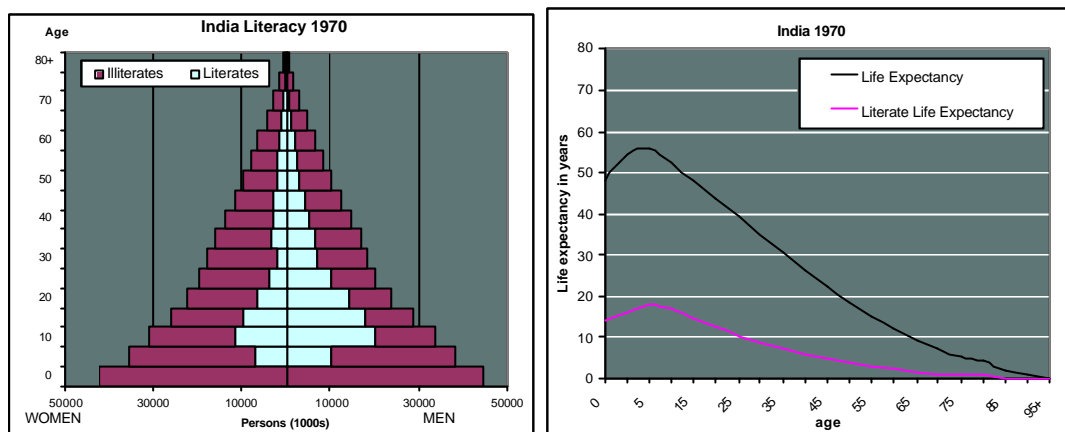 India Literacy 1970
Age
80+
70
60
50
40
30
20
10
0
Illiterates Literates
50000 30000 10000 10000 30000 50000
WOMEN Persons (1000s) MEN
India 1970
Life expectancy in years
80
70
60
50
40
30
20
10
0
Life Expectancy
Literate Life Expectancy
0 5 15 25 35 45 55 65 75 85 95+
age